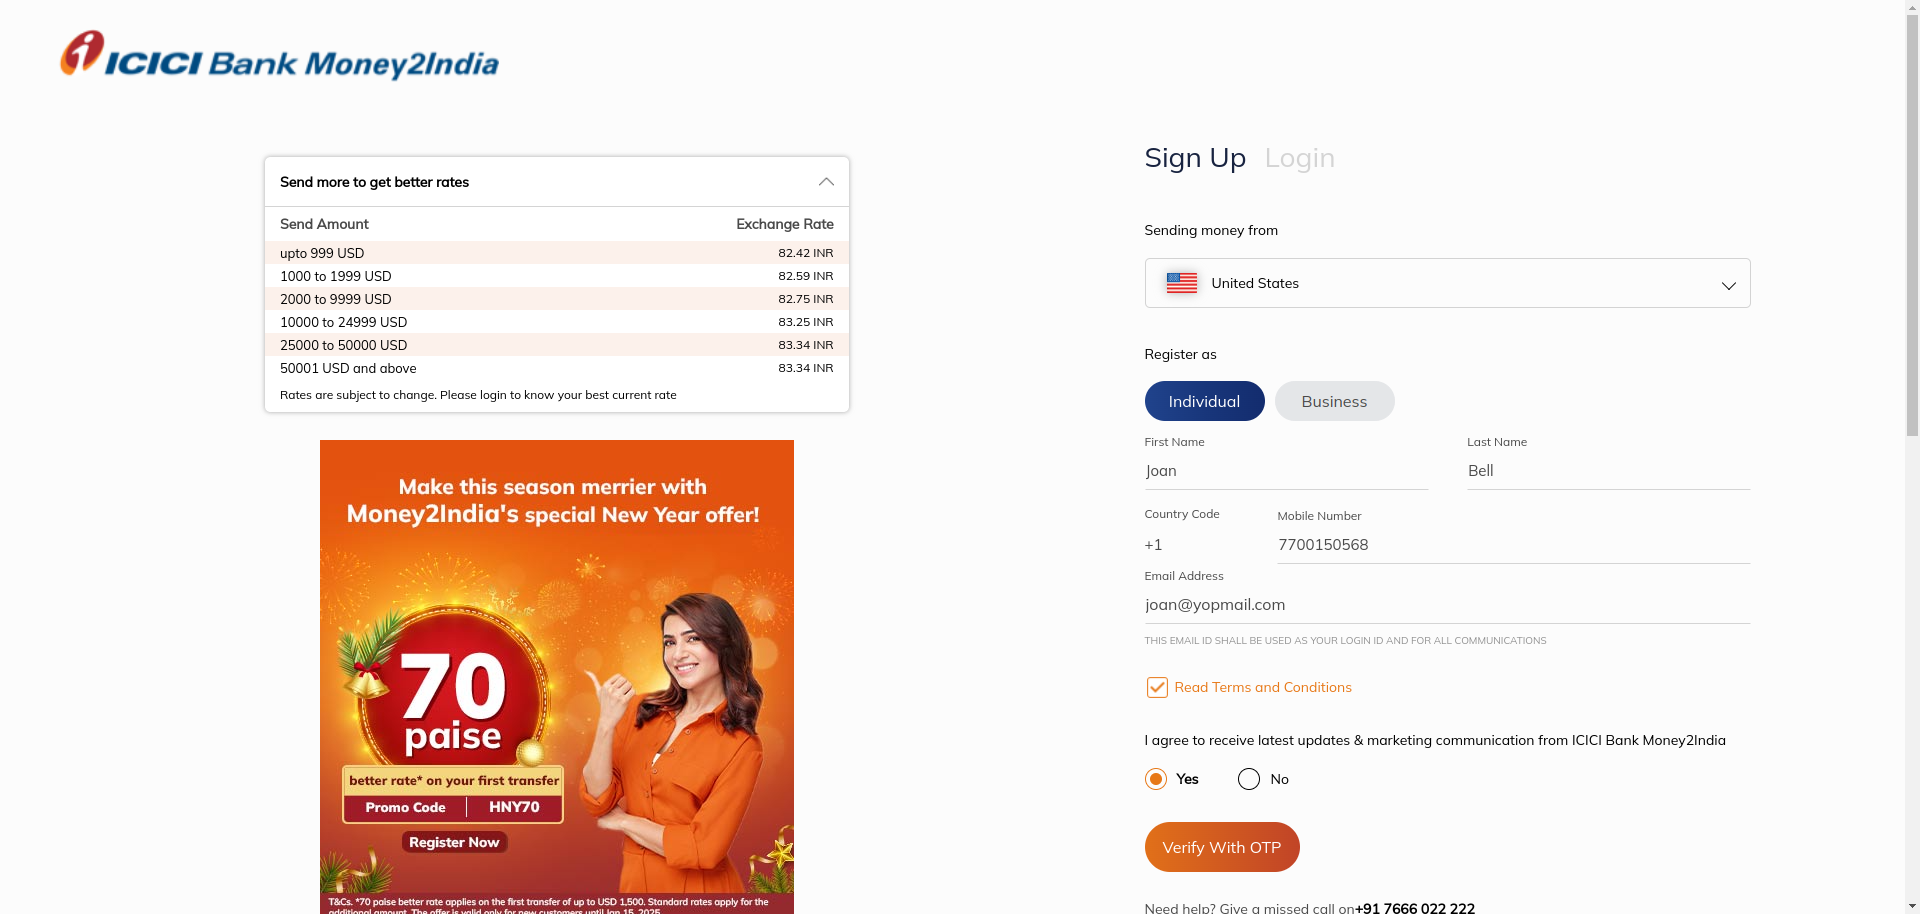 ICICI Bank Money2India
Send more to get better rates
Send Amount Exchange Rate
upto 999 USD 82.42 INR
1000 to 1999 USD 82.59 INR
2000 to 9999 USD 82.75 INR
10000 to 24999 USD 83.25 INR
25000 to 50000 USD 83.34 INR
50001 USD and above 83.34 INR
Rates are subject to change. Please login to know your best current rate
Make this season merrier with
Money2India's special New Year offer!
70
paise
better rate* on your first transfer
Promo Code HNY70
Register Now
T&Cs. *70 paise better rate applies on the first transfer of up to USD 1,500. Standard rates apply for the
additional amount. The offer is valid only for new customers until Jan 15, 2025
Sign Up Login
Sending money from
United States
Register as
Individual Business
First Name Last Name
Joan Bell
Country Code Mobile Number
+1 7700150568
Email Address
joan@yopmail.com
THIS EMAIL ID SHALL BE USED AS YOUR LOGIN ID AND FOR ALL COMMUNICATIONS
Read Terms and Conditions
I agree to receive latest updates & marketing communication from ICICI Bank Money2India
Yes No
Verify With OTP
Need help? Give a missed call on+91 7666 022 222